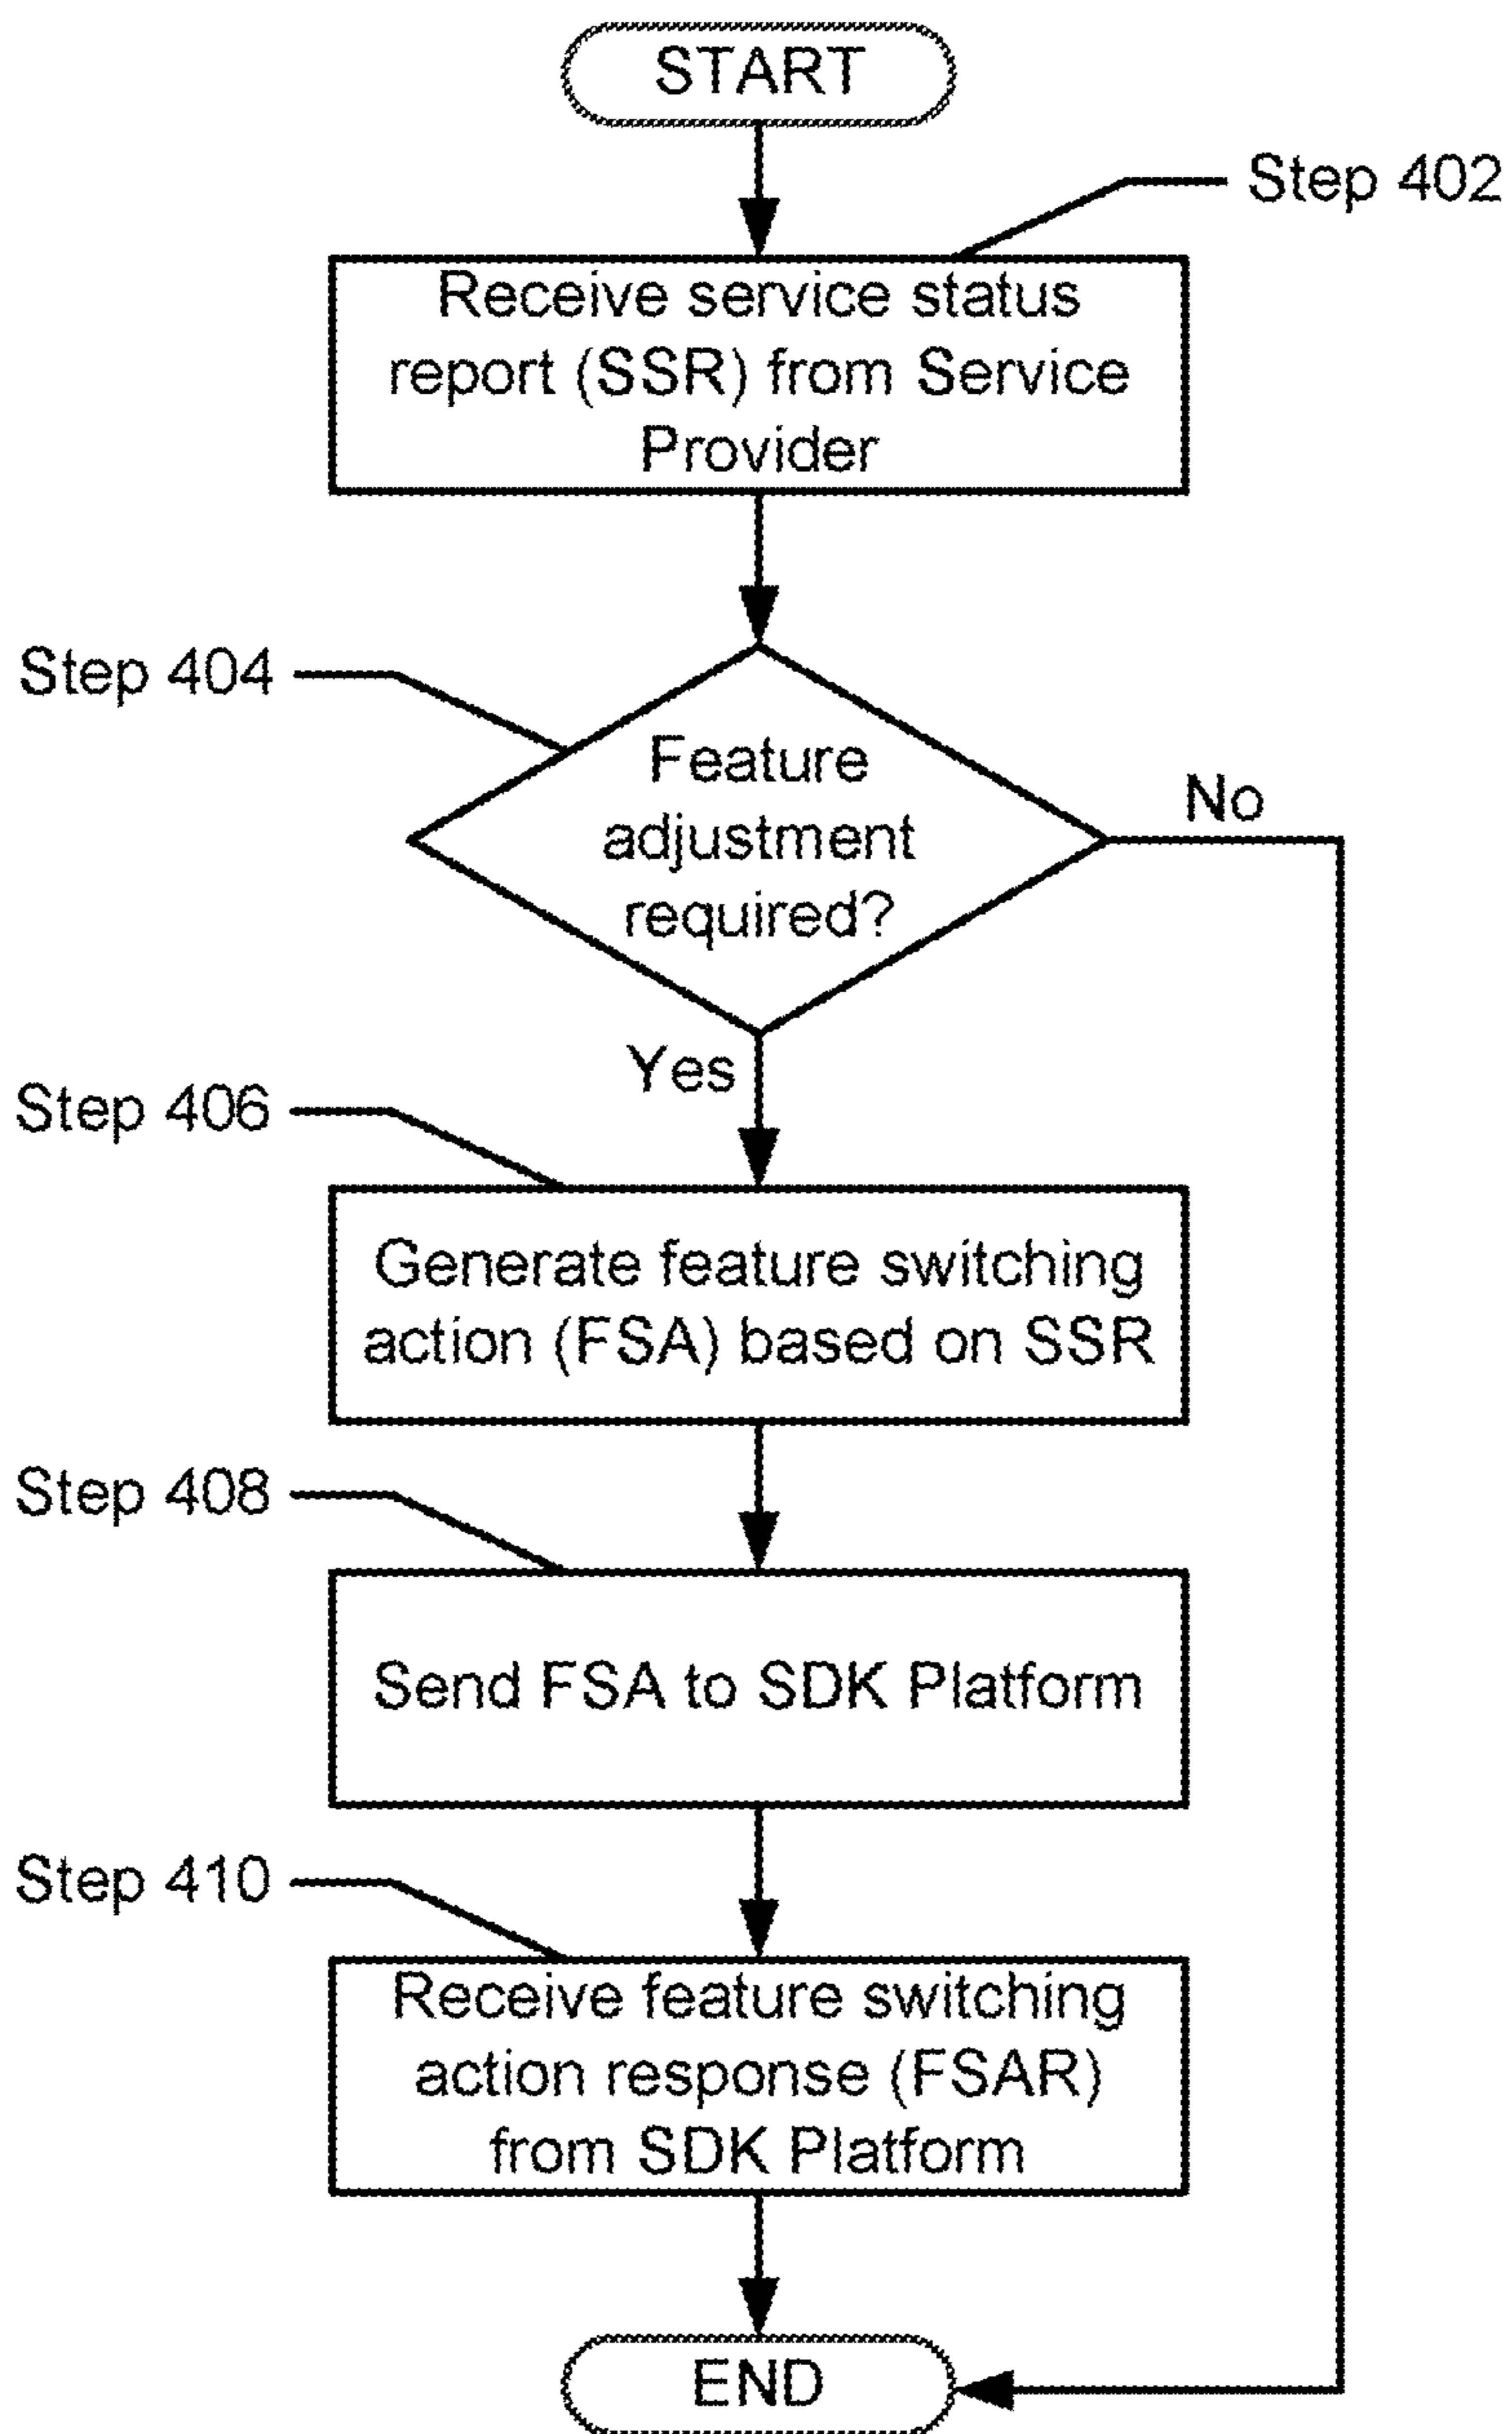 START
Step 402
Receive service status
report (SSR) from Service
Provider
Step 404
Feature
adjustment
required?
No
Yes
Step 406
Generate feature switching
action (FSA) based on SSR
Step 408
Send FSA to SDK Platform
Step 410
Receive feature switching
action response (FSAR)
from SDK Platform
END